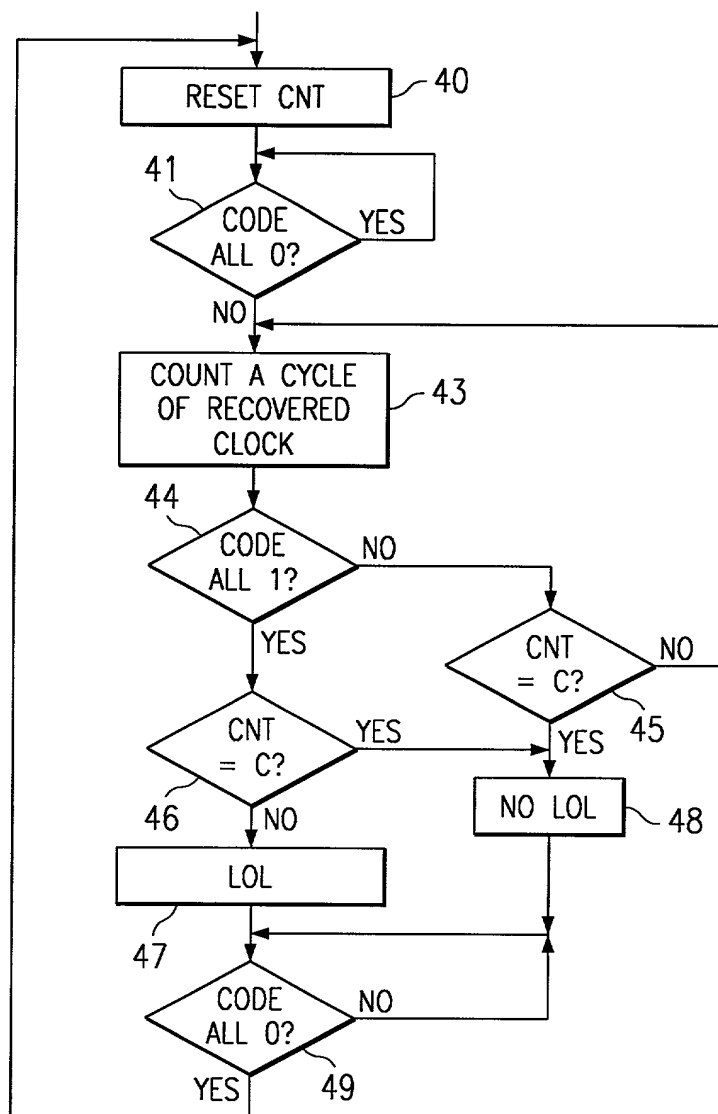 RESET CNT
40
41
CODE
ALL 0?
YES
NO
COUNT A CYCLE
OF RECOVERED
CLOCK
43
44
CODE
ALL 1?
NO
YES
CNT
= C?
NO
45
YES
CNT
= C?
YES
46
NO
NO LOL
48
LOL
47
CODE
ALL 0?
NO
49
YES